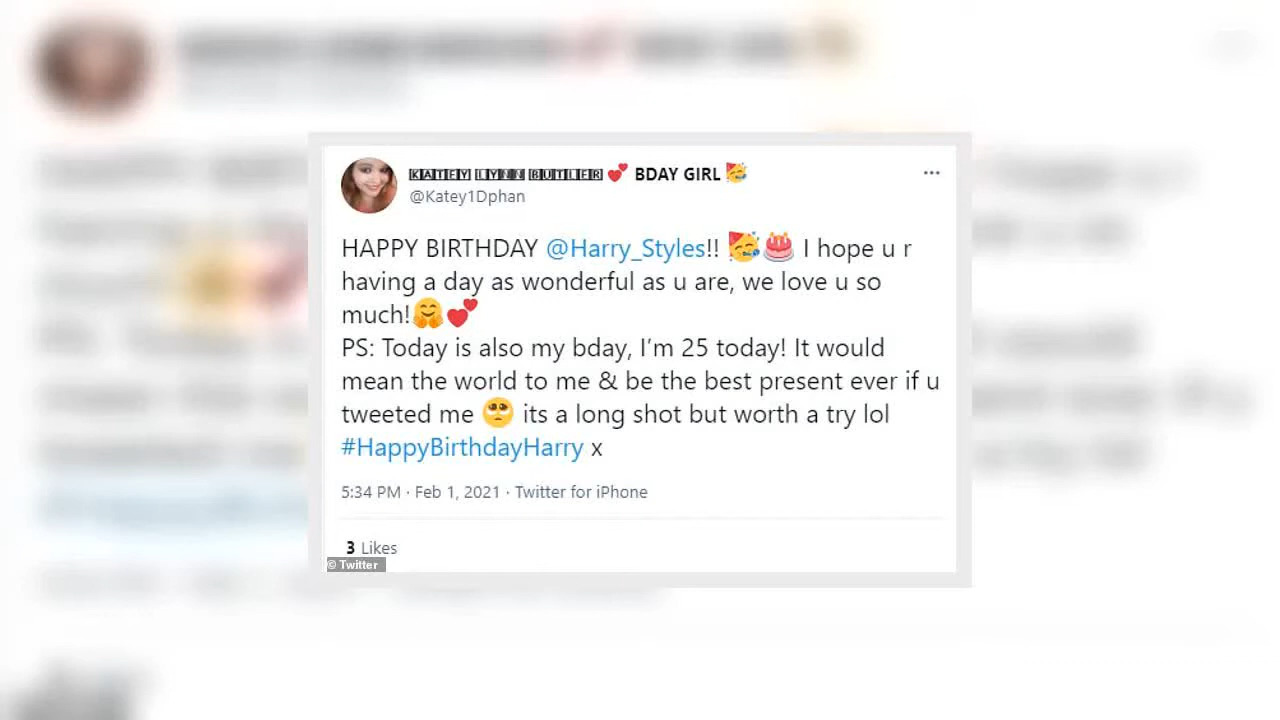 KATEY LYNN BUTLER 💕 BDAY GIRL 🥳
@Katey1Dphan
HAPPY BIRTHDAY @Harry_Styles!! 🥳🎂 I hope u r
having a day as wonderful as u are, we love u so
much!🤗💕
PS: Today is also my bday, I’m 25 today! It would
mean the world to me & be the best present ever if u
tweeted me 🥺 its a long shot but worth a try lol
#HappyBirthdayHarry x
5:34 PM · Feb 1, 2021 · Twitter for iPhone
3 Likes
© Twitter